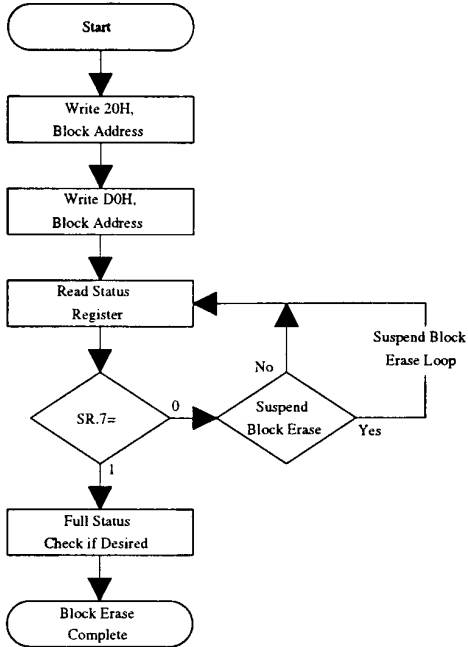 Start
Write 20H,
Block Address
Write D0H,
Block Address
Read Status
Register
Suspend Block
Erase Loop
No
SR.7=
0
Suspend
Block Erase
Yes
1
Full Status
Check if Desired
Block Erase
Complete